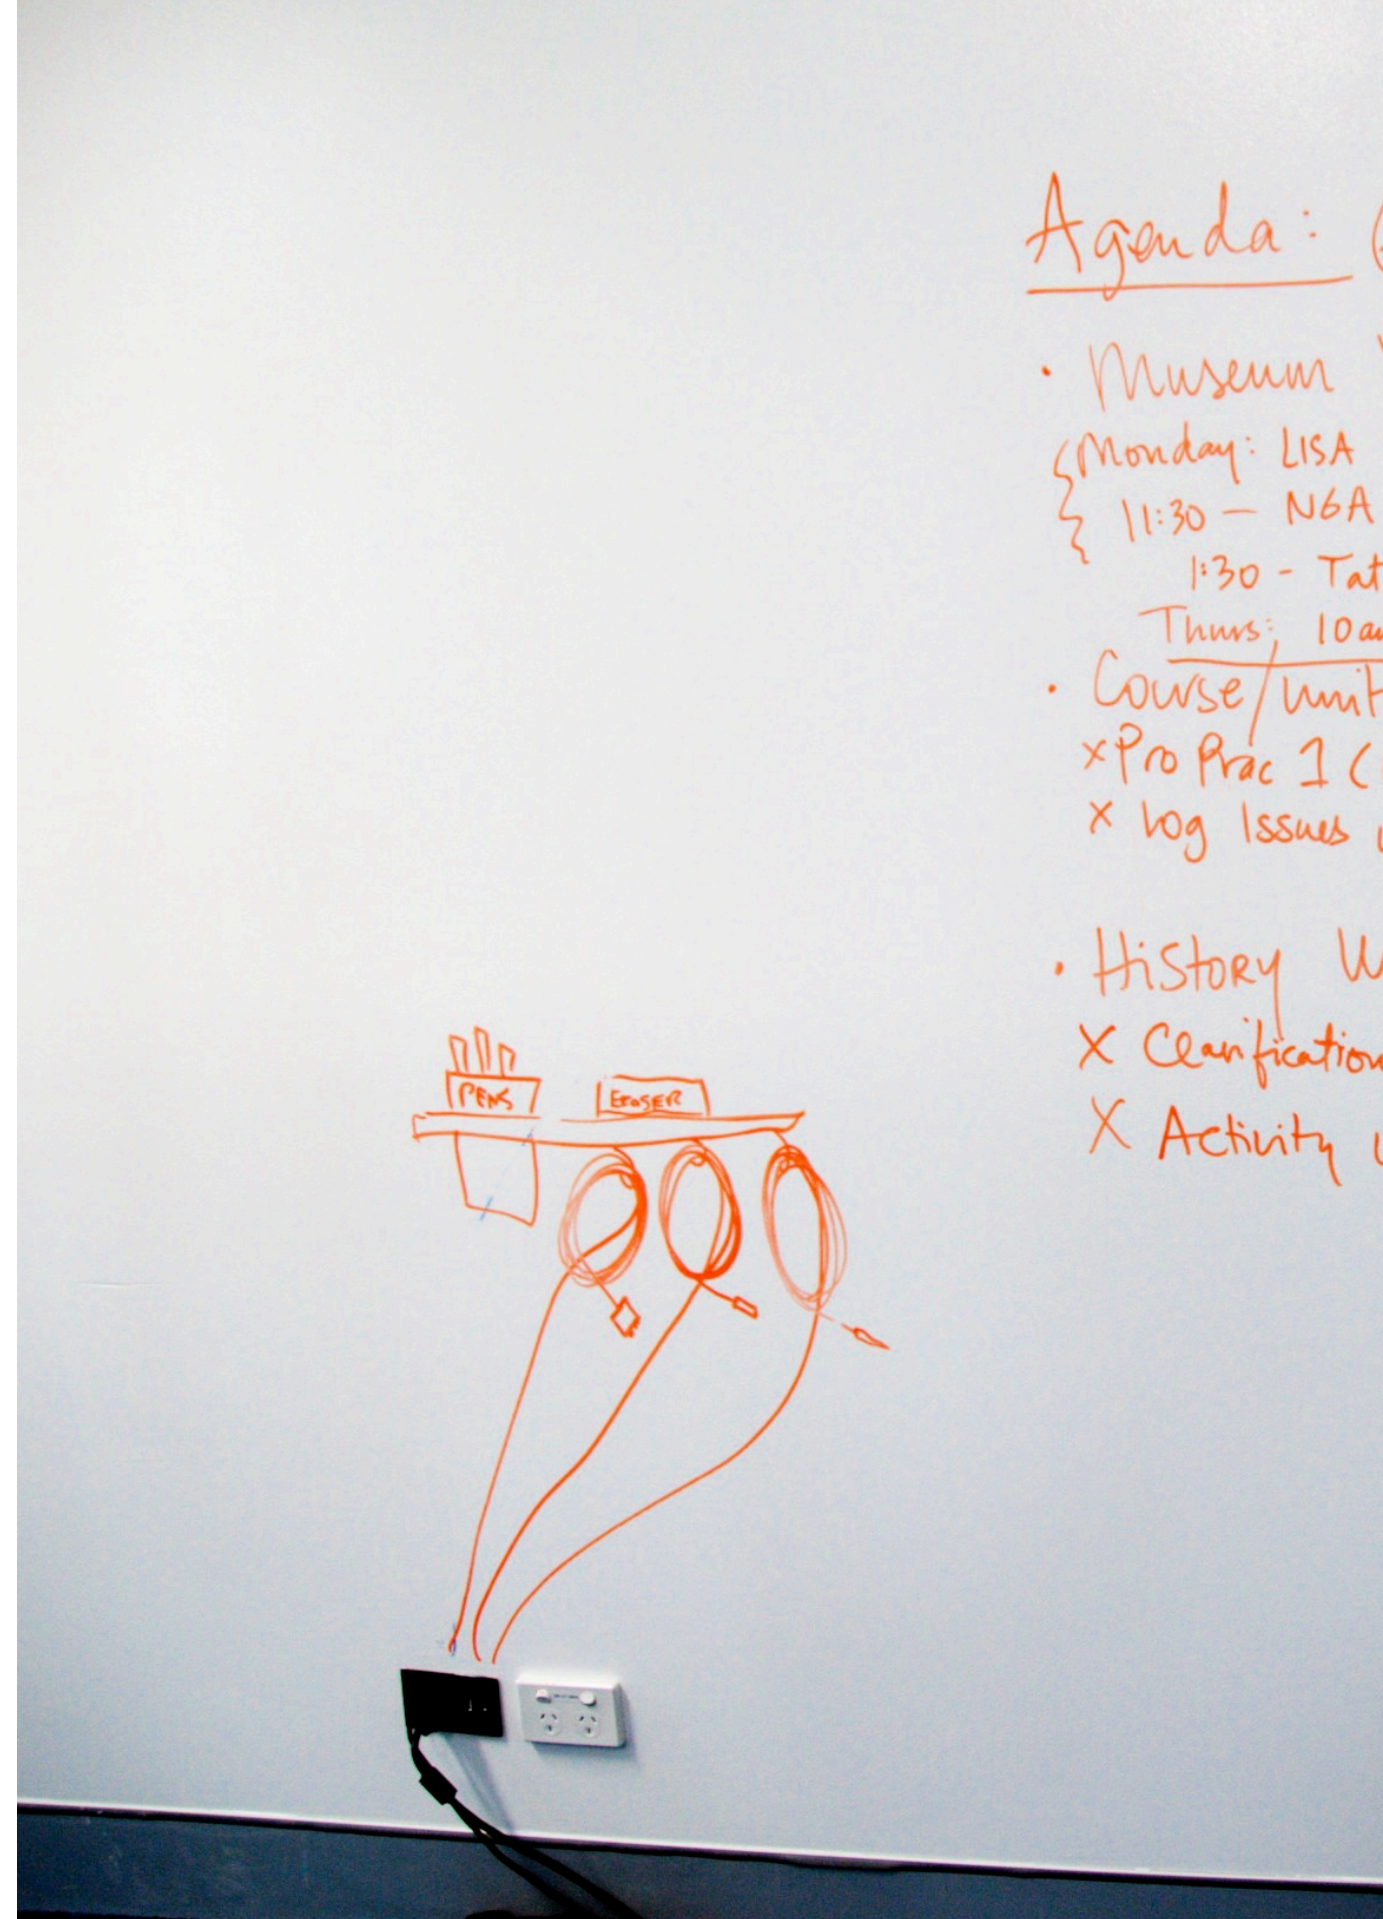 Agenda: (
• Museum
Monday: LISA
11:30 — NGA
1:30 - Tat
Thurs: 10am
• Course/unit
x Pro Prac 1 (
x Log Issues
• History W
X Clarification
X Activity
PENS
ERASER